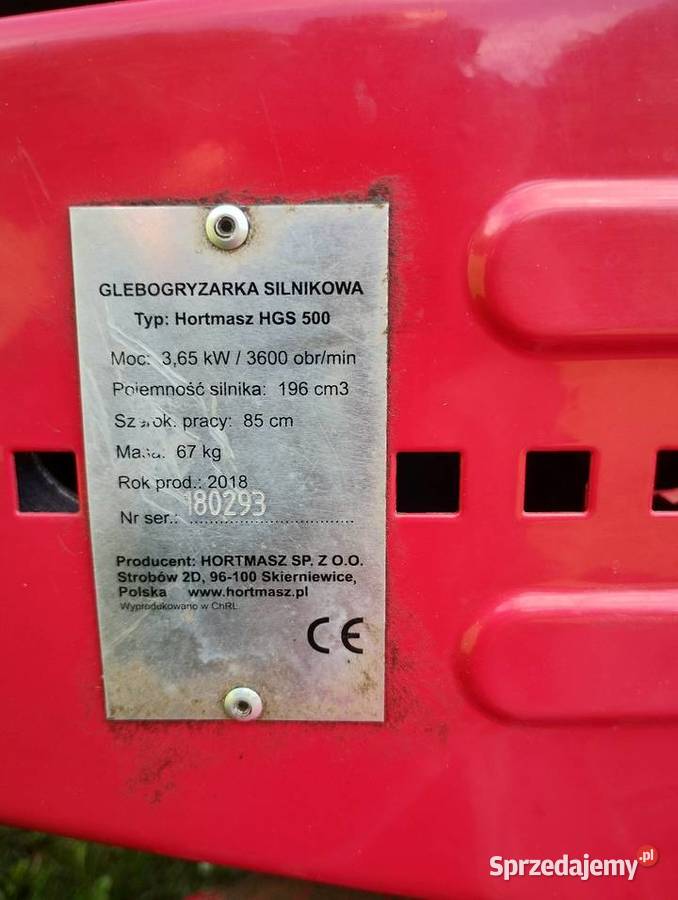 GLEBOGRYZARKA SILNIKOWA
Typ: Hortmasz HGS 500
Moc: 3,65 kW / 3600 obr/min
Pojemność silnika: 196 cm3
Szerok. pracy: 85 cm
Masa: 67 kg
Rok prod.: 2018
Nr ser.: 180293
Producent: HORTMASZ SP. Z O.O.
Strobów 2D, 96-100 Skierniewice,
Polska www.hortmasz.pl
Wyprodukowano w ChRL.
CE
Sprzedajemy.pl